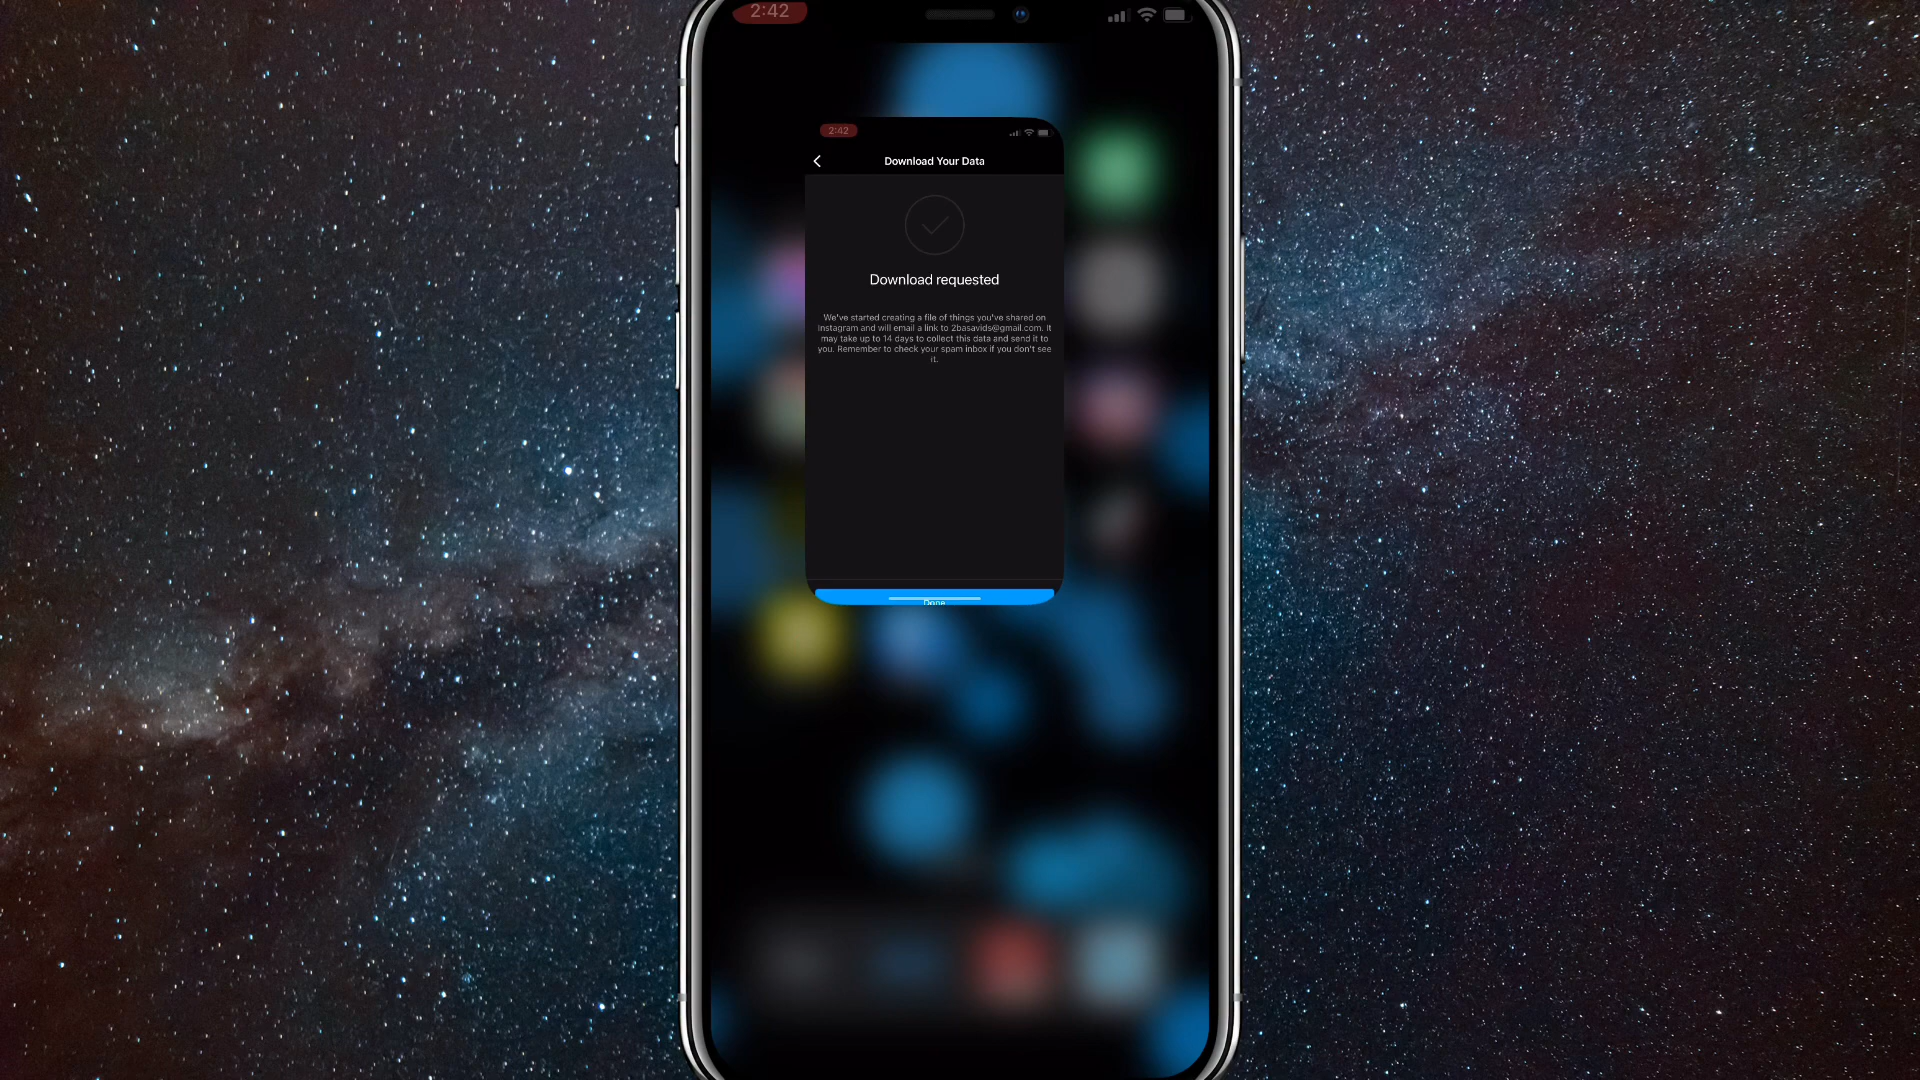 2:42
2:42
Download Your Data
Download requested
We've started creating a file of things you've shared on
Instagram and will email a link to 2basavids@gmail.com. It
may take up to 14 days to collect this data and send it to
you. Remember to check your spam inbox if you don't see
it.
Done